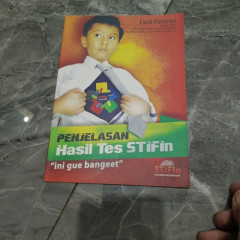 Farid Poniman
PENJELASAN
Hasil Tes STIFIn
"ini gue bangeet"
STIFIn